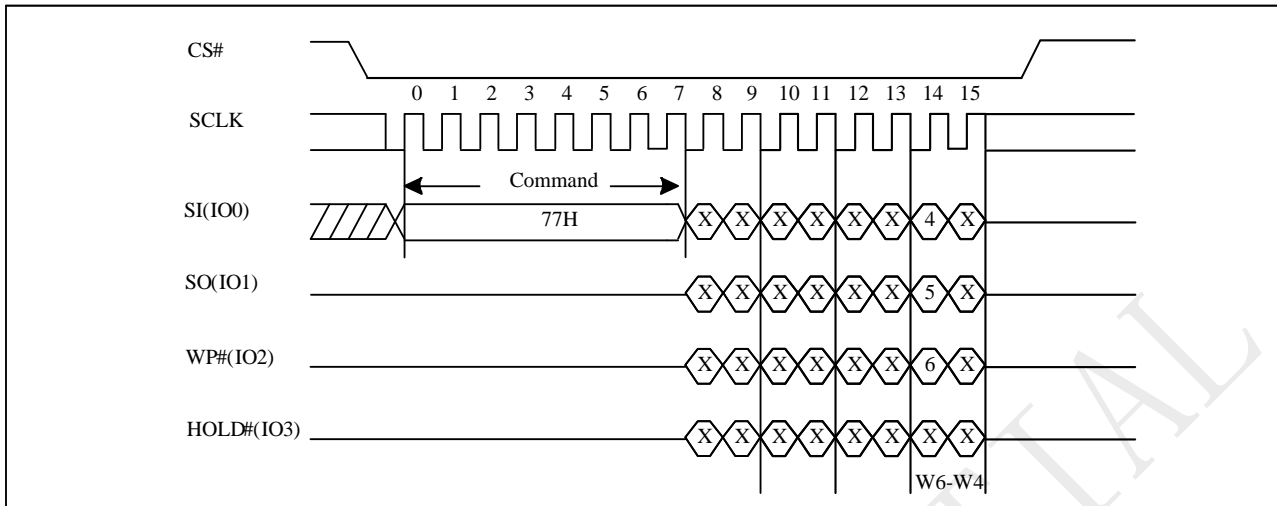 CS#
0 1 2 3 4 5 6 7 8 9 10 11 12 13 14 15
SCLK
Command
SI(IO0) 77H X X X X X X 4 X
SO(IO1) X X X X X X 5 X
WP#(IO2) X X X X X X 6 X
HOLD#(IO3) X X X X X X X X
W6-W4